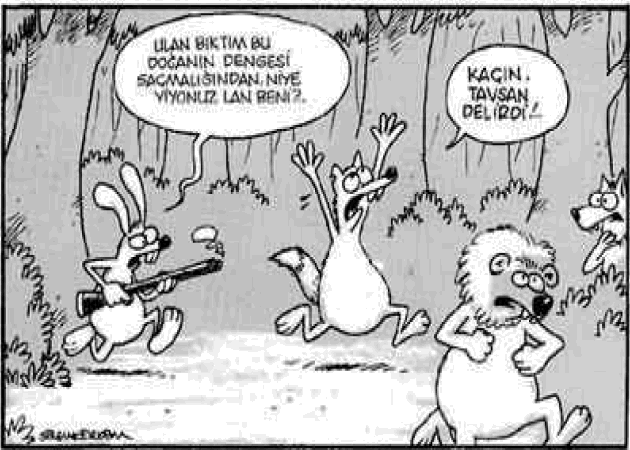 ULAN BIKTIM BU
DOĞANIN DENGESİ
SAÇMALIĞINDAN. NİYE
YİYONUZ LAN BENİ?..
KAÇIN.
TAVŞAN
DELİRDİ!..